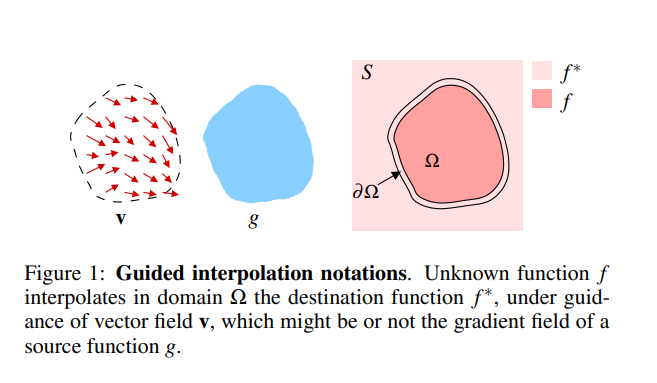 S
f*
f
Ω
∂Ω
v
g
Figure 1: Guided interpolation notations. Unknown function f
interpolates in domain Ω the destination function f*, under guid-
ance of vector field v, which might be or not the gradient field of a
source function g.